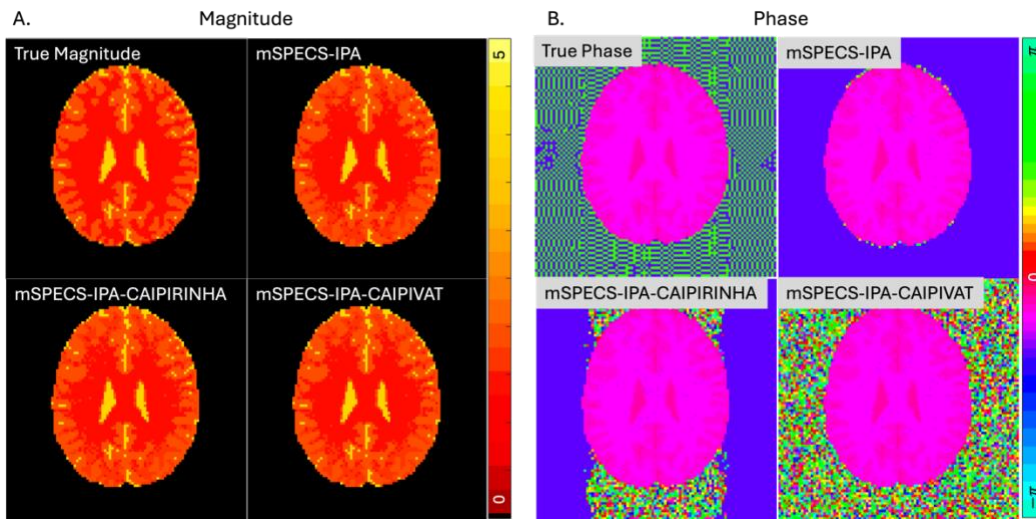 A.
Magnitude
True Magnitude
mSPECS-IPA
5
mSPECS-IPA-CAIPIRINHA
mSPECS-IPA-CAIPIVAT
0
B.
Phase
True Phase
mSPECS-IPA
π
mSPECS-IPA-CAIPIRINHA
mSPECS-IPA-CAIPIVAT
0
-π